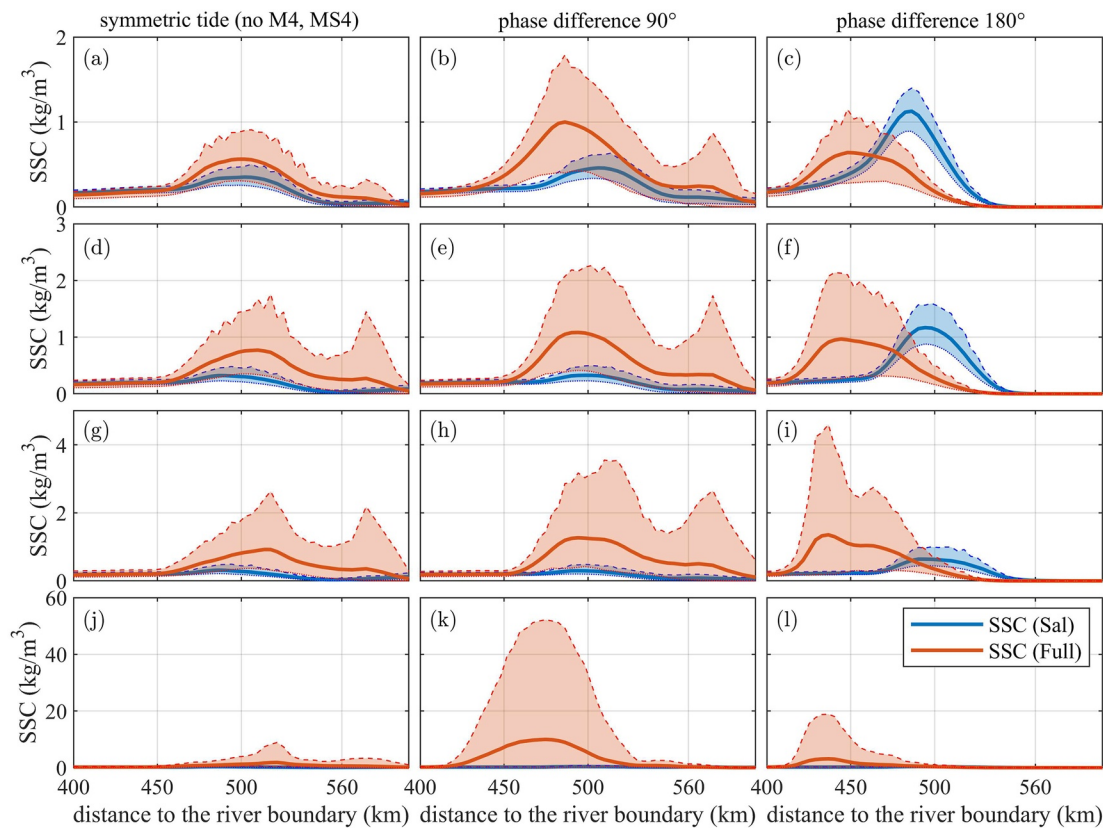 symmetric tide (no M4, MS4) phase difference 90° phase difference 180°
2 (a) (b) (c)
SSC (kg/m³)
1
0
3 (d) (e) (f)
SSC (kg/m³)
2
1
0
(g) (h) (i)
SSC (kg/m³)
4
2
0
60 (j) (k) (l)
SSC (kg/m³)
SSC (Sal)
40
SSC (Full)
20
0
400 450 500 560 400 450 500 560 400 450 500 560
distance to the river boundary (km) distance to the river boundary (km) distance to the river boundary (km)